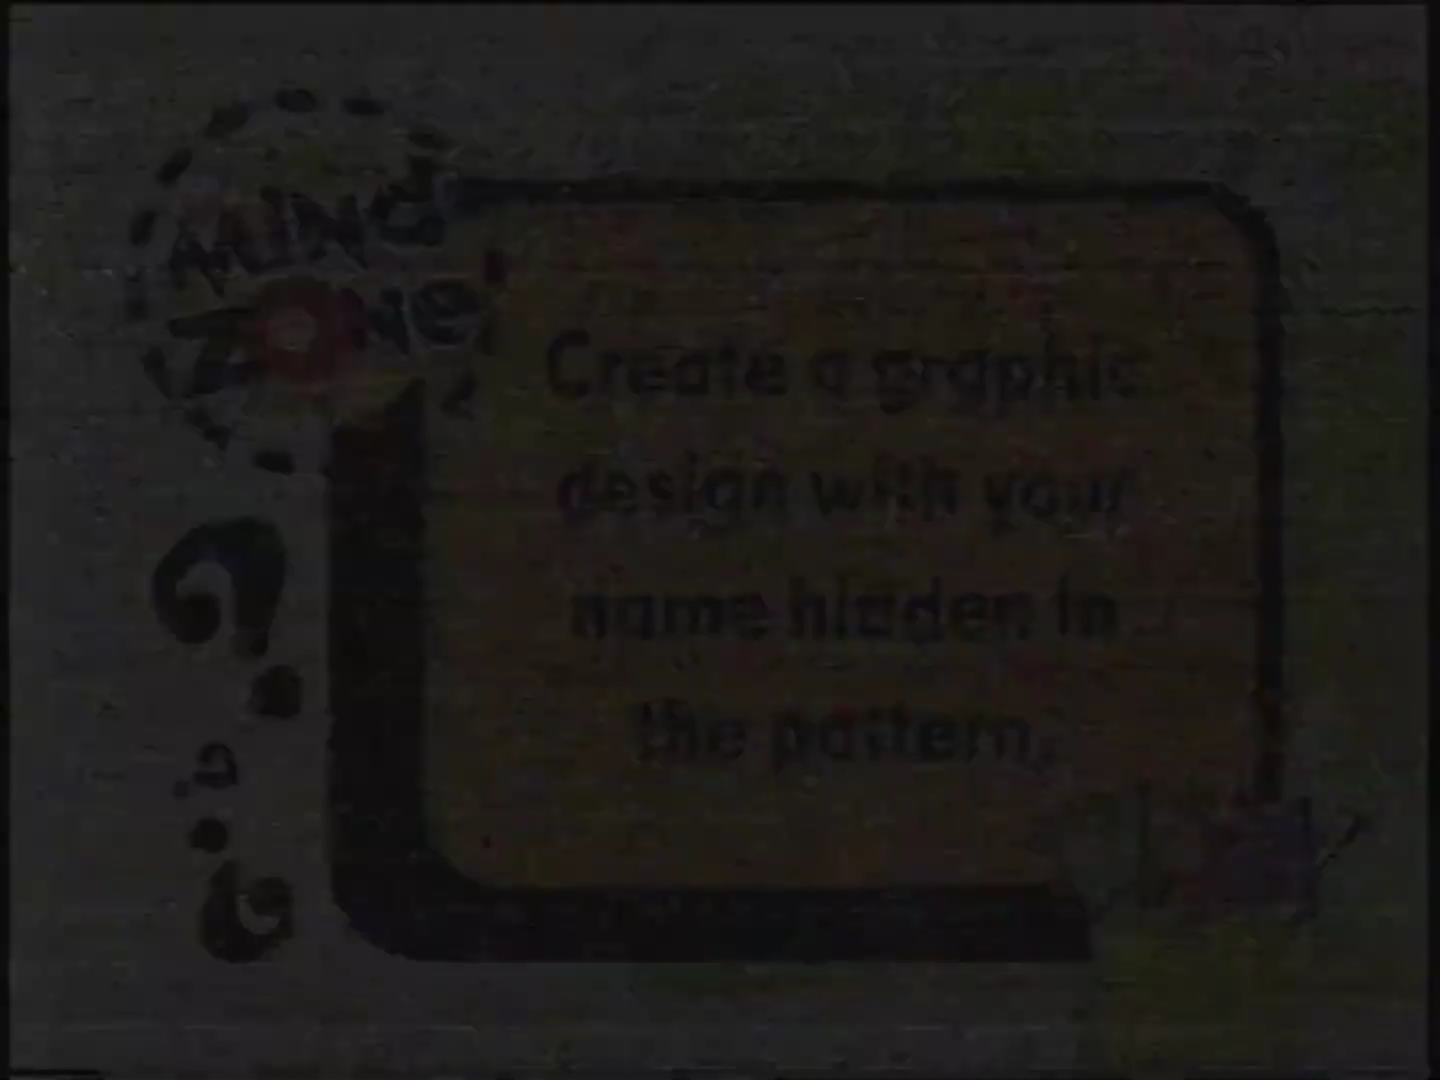 MIND
ZONE!
Create a graphic
design with your
name hidden in
the pattern.